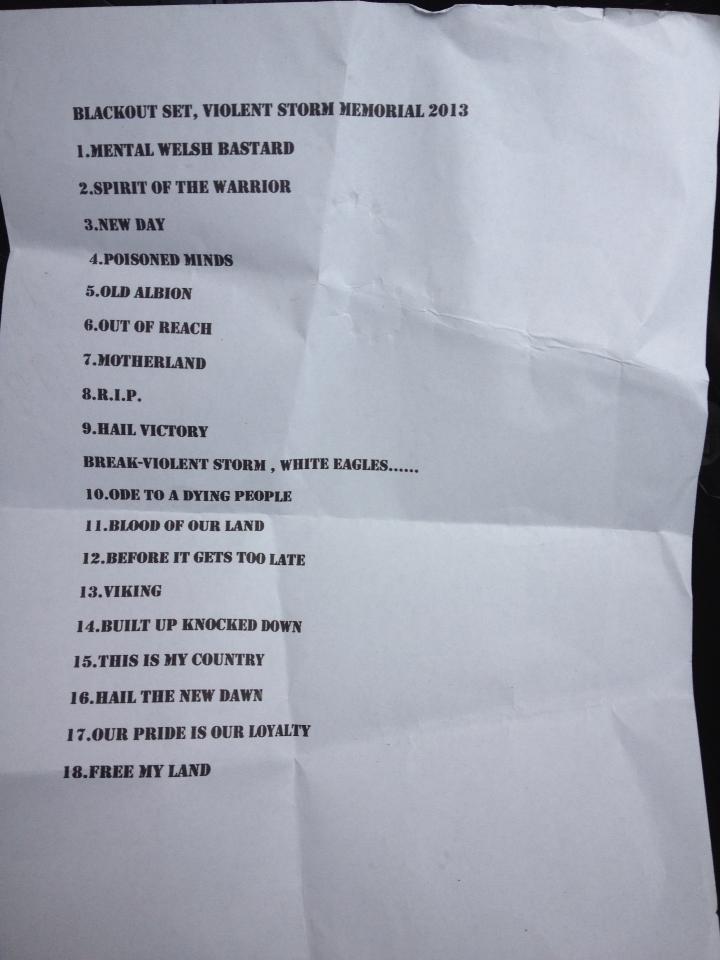 BLACKOUT SET, VIOLENT STORM MEMORIAL 2013
1.MENTAL WELSH BASTARD
2.SPIRIT OF THE WARRIOR
3.NEW DAY
4.POISONED MINDS
5.OLD ALBION
6.OUT OF REACH
7.MOTHERLAND
8.R.I.P.
9.HAIL VICTORY
BREAK-VIOLENT STORM , WHITE EAGLES......
10.ODE TO A DYING PEOPLE
11.BLOOD OF OUR LAND
12.BEFORE IT GETS TOO LATE
13.VIKING
14.BUILT UP KNOCKED DOWN
15.THIS IS MY COUNTRY
16.HAIL THE NEW DAWN
17.OUR PRIDE IS OUR LOYALTY
18.FREE MY LAND